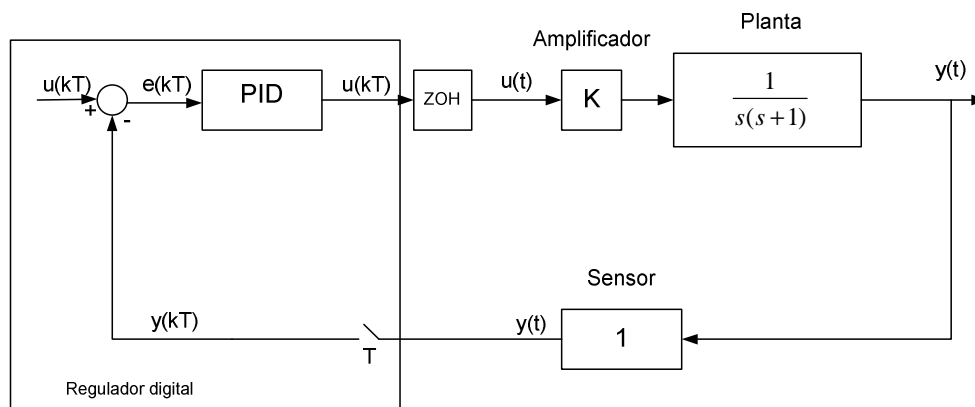 Planta
Amplificador
u(kT)
e(kT)
PID
u(kT)
ZOH
u(t)
K
1
s(s+1)
y(t)
+
-
Sensor
y(kT)
T
y(t)
1
Regulador digital